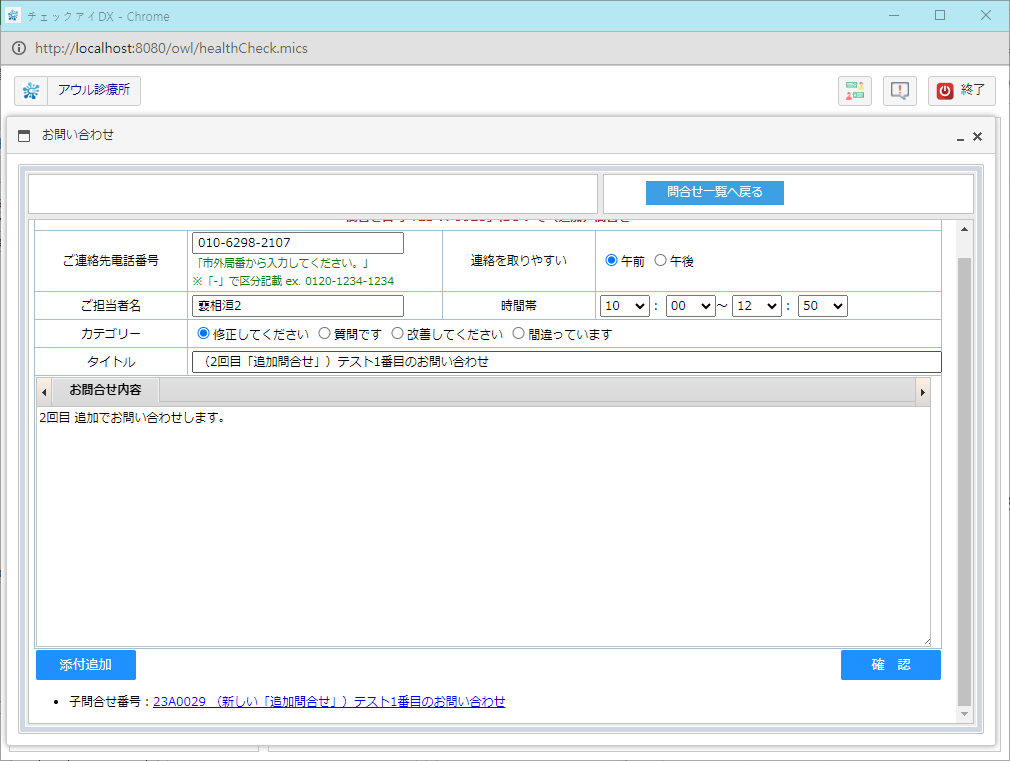 チェックアイDX - Chrome
http://localhost:8080/owl/healthCheck.mics
アウル診療所
終了
お問い合わせ
問合せ一覧へ戻る
ご連絡先電話番号
010-6298-2107
「市外局番から入力してください。」
※「-」で区分記載 ex. 0120-1234-1234
連絡を取りやすい
午前 午後
ご担当者名
裵相洹2
時間帯
10 : 00 ～ 12 : 50
カテゴリー
修正してください 質問です 改善してください 間違っています
タイトル
（2回目「追加問合せ」）テスト1番目のお問い合わせ
お問合せ内容
2回目 追加でお問い合わせします。
添付追加
確 認
• 子問合せ番号：23A0029 （新しい「追加問合せ」）テスト1番目のお問い合わせ